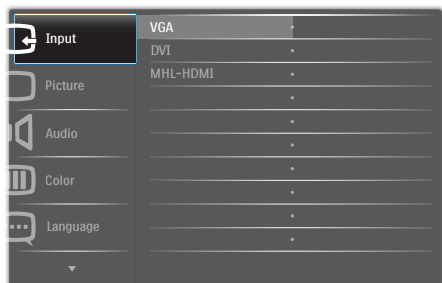 Input
Picture
Audio
Color
Language
VGA
DVI
MHL-HDMI